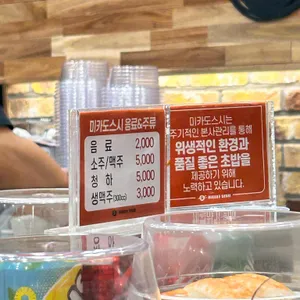 미카도스시 음료&주류
음료 2,000
소주/맥주 5,000
청하 5,000
생맥주(300cc) 3,000
미카도스시는
주기적인 본사관리를 통해
위생적인 환경과
품질 좋은 초밥을
제공하기 위해
노력하고 있습니다.